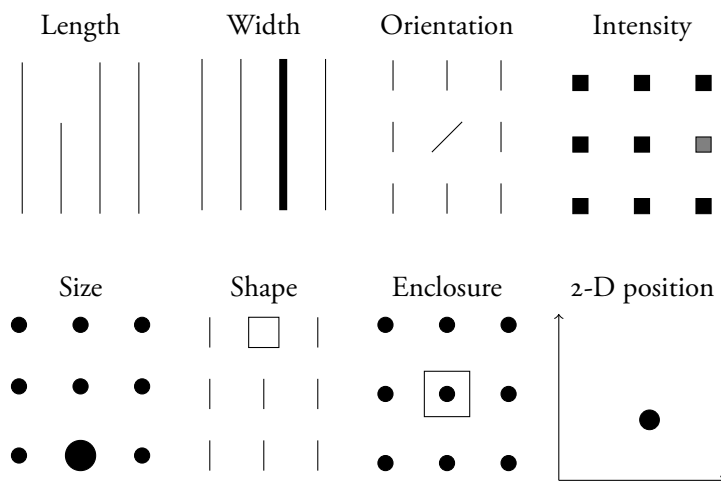 Length
Width
Orientation
Intensity
Size
Shape
Enclosure
2-D position